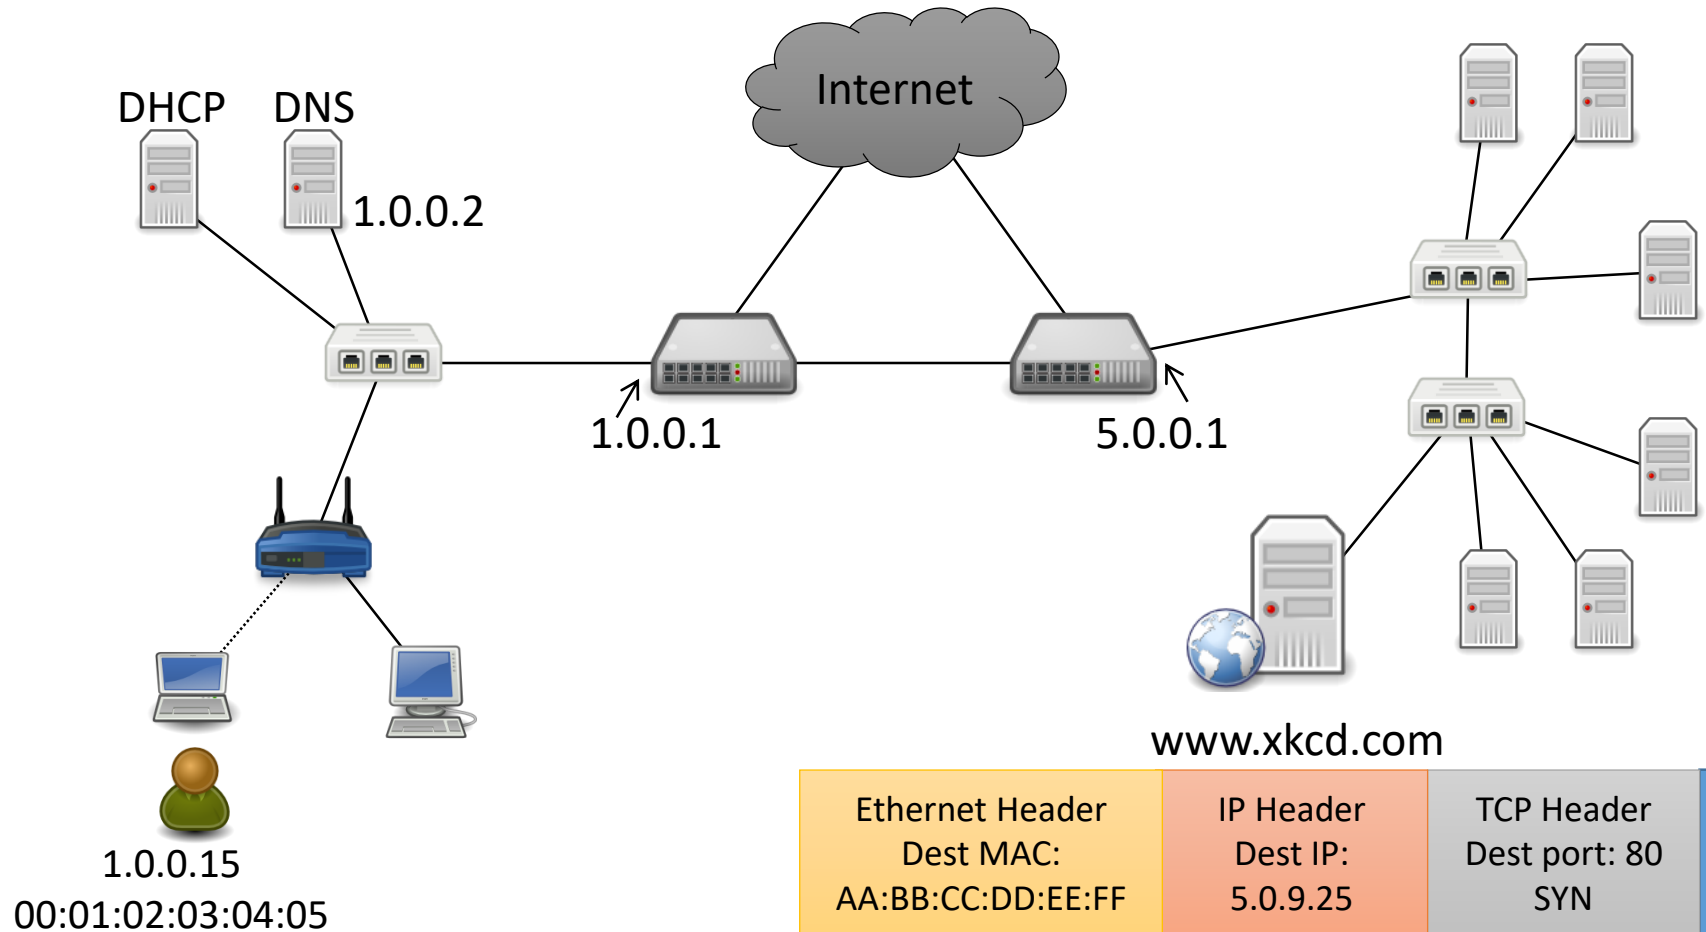 Internet
DHCP
DNS
1.0.0.2
1.0.0.1
5.0.0.1
www.xkcd.com
1.0.0.15
00:01:02:03:04:05
Ethernet Header
Dest MAC:
AA:BB:CC:DD:EE:FF
IP Header
Dest IP:
5.0.9.25
TCP Header
Dest port: 80
SYN